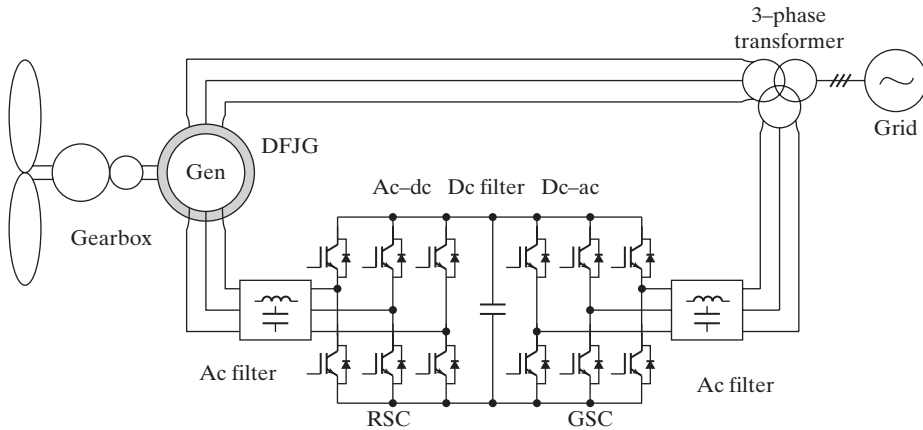 3–phase
transformer
Grid
DFJG
Gen
Gearbox
Ac–dc
Dc filter
Dc–ac
Ac filter
Ac filter
RSC
GSC